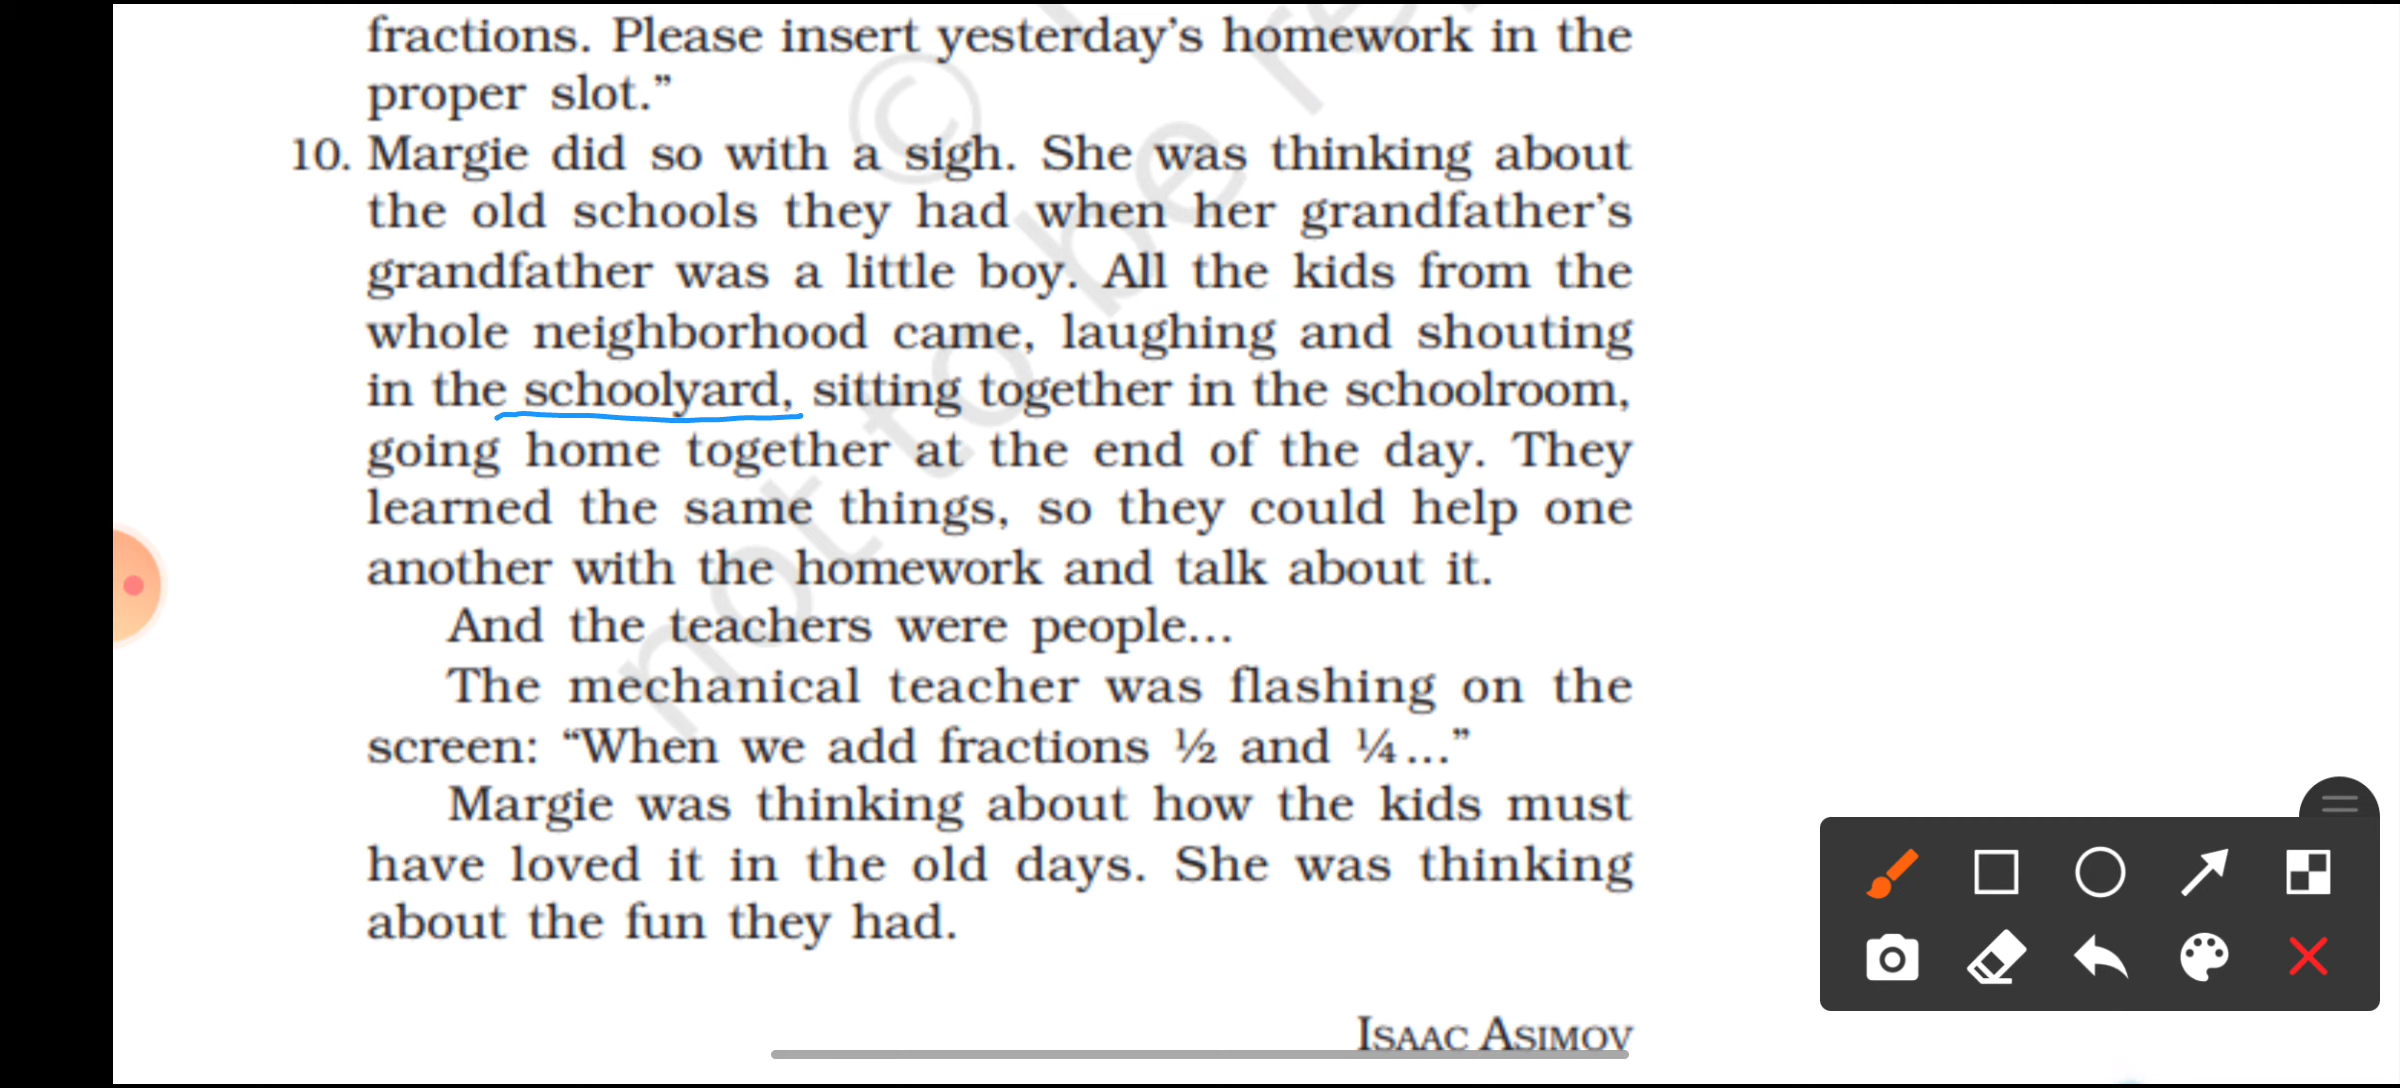 fractions. Please insert yesterday’s homework in the
proper slot.”
10. Margie did so with a sigh. She was thinking about
the old schools they had when her grandfather’s
grandfather was a little boy. All the kids from the
whole neighborhood came, laughing and shouting
in the schoolyard, sitting together in the schoolroom,
going home together at the end of the day. They
learned the same things, so they could help one
another with the homework and talk about it.
And the teachers were people...
The mechanical teacher was flashing on the
screen: “When we add fractions ½ and ¼...”
Margie was thinking about how the kids must
have loved it in the old days. She was thinking
about the fun they had.
ISAAC ASIMOV
©
not to be re